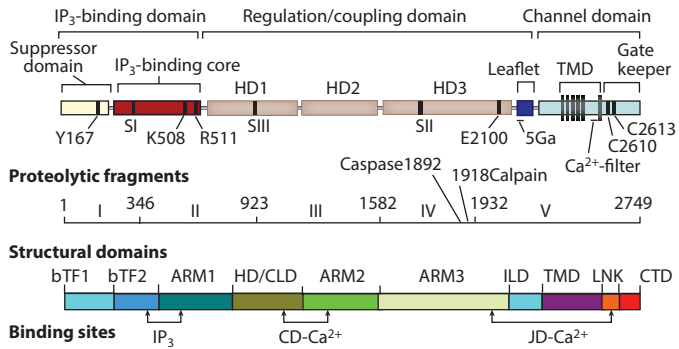 IP₃-binding domain Regulation/coupling domain Channel domain
Suppressor domain IP₃-binding core HD1 HD2 HD3 Leaflet TMD Gate keeper
SI SIII SII
Y167 K508 R511 E2100 5Ga C2613
C2610
Ca²⁺-filter
Caspase1892 1918Calpain
Proteolytic fragments
1 I 346 II 923 III 1582 IV 1932 V 2749
Structural domains
bTF1 bTF2 ARM1 HD/CLD ARM2 ARM3 ILD TMD LNK CTD
Binding sites IP₃ CD-Ca²⁺ JD-Ca²⁺